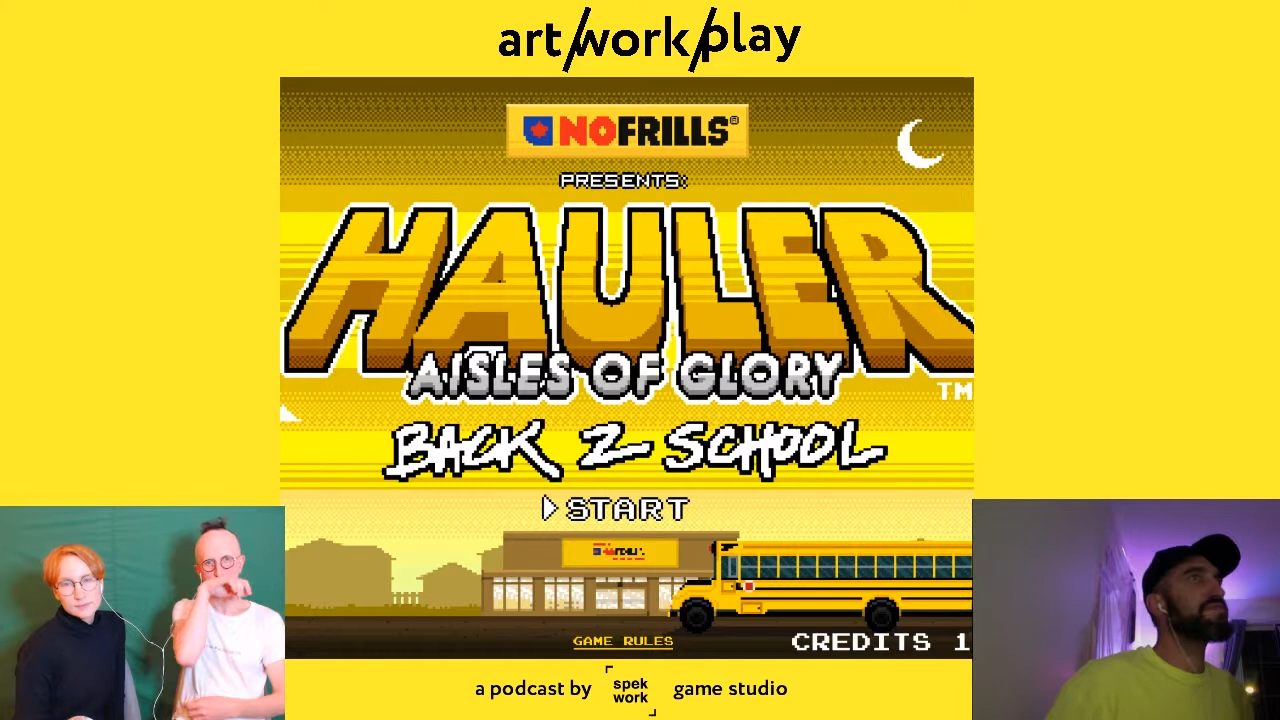 art/work/play
NOFRILLS®
PRESENTS:
HAULER
AISLES OF GLORY
TM
BACK 2 SCHOOL
START
GAME RULES
CREDITS 1
a podcast by spek work game studio